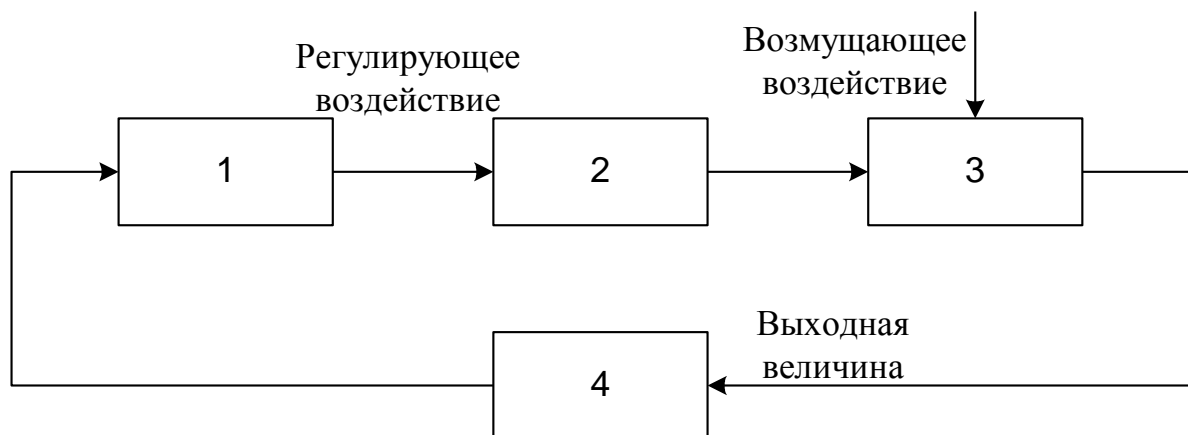 Регулирующее
воздействие
Возмущающее
воздействие
1
2
3
Выходная
величина
4